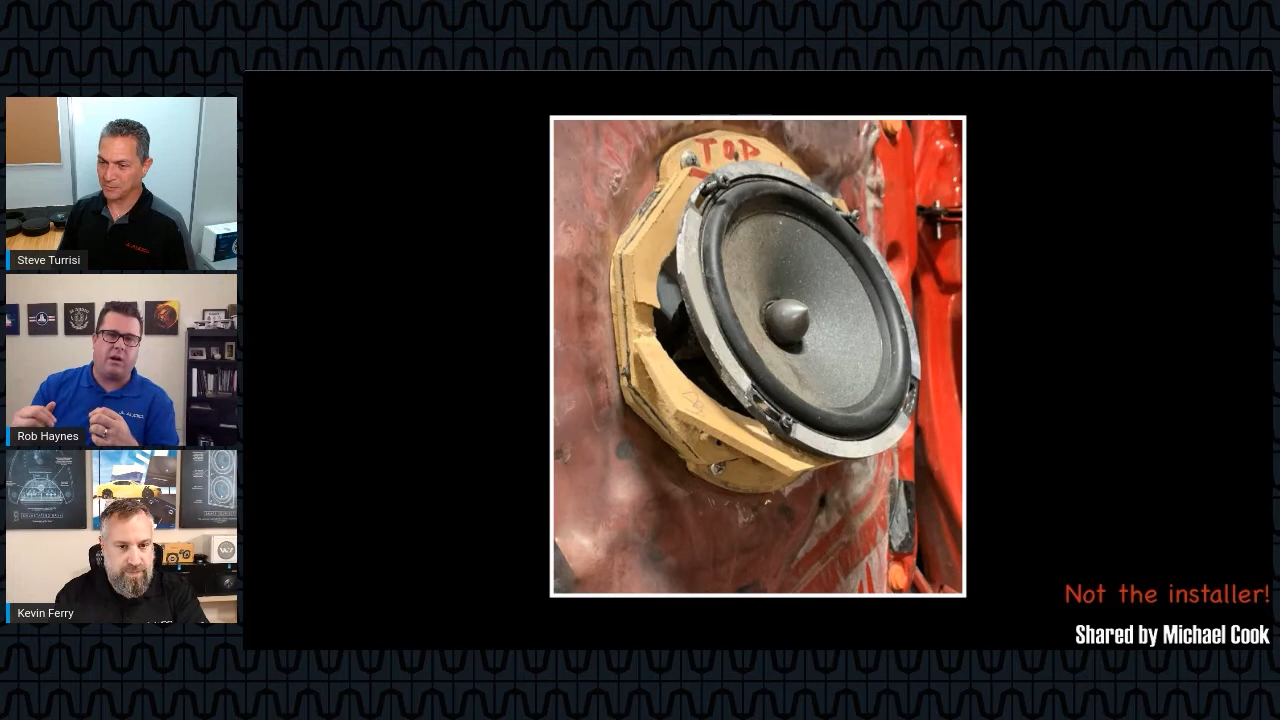 Steve Turrisi
Rob Haynes
Kevin Ferry
TOP
Not the installer!
Shared by Michael Cook